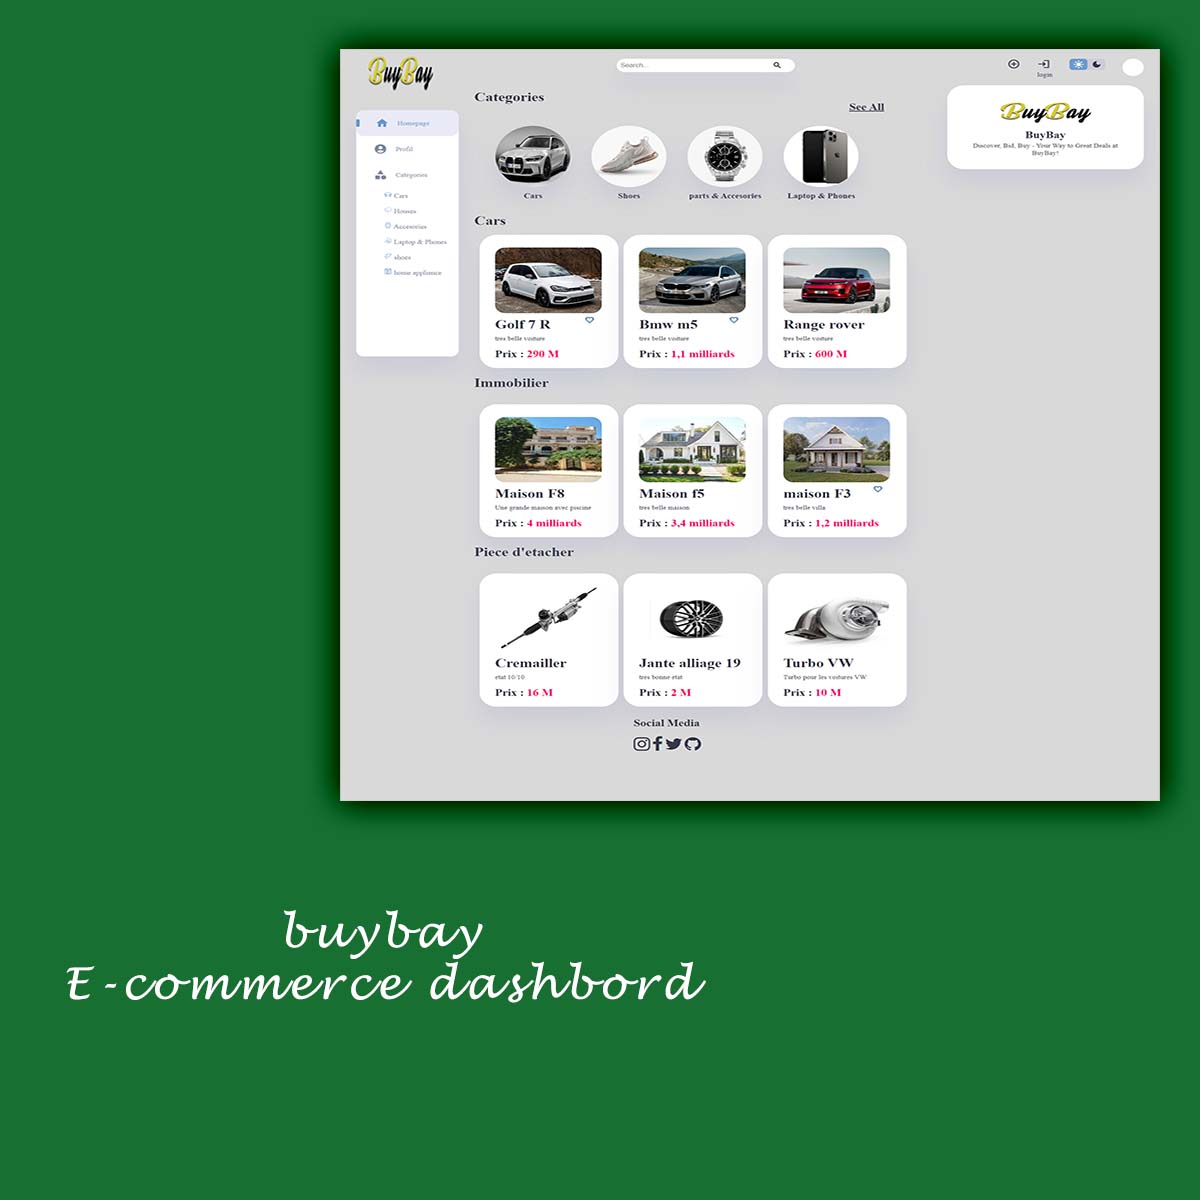 BuyBay
Search...
login
Homepage
Profil
Categories
Cars
Houses
Accesories
Laptop & Phones
shoes
home appliance
Categories
See All
Cars
Shoes
parts & Accesories
Laptop & Phones
BuyBay
BuyBay
Discover, Bid, Buy - Your Way to Great Deals at
BuyBay!
Cars
Golf 7 R
tres belle voiture
Prix : 290 M
Bmw m5
tres belle voiture
Prix : 1,1 milliards
Range rover
tres belle voiture
Prix : 600 M
Immobilier
Maison F8
Une grande maison avec piscine
Prix : 4 milliards
Maison f5
tres belle maison
Prix : 3,4 milliards
maison F3
tres belle villa
Prix : 1,2 milliards
Piece d'etacher
Cremailler
etat 10/10
Prix : 16 M
Jante alliage 19
tres bonne etat
Prix : 2 M
Turbo VW
Turbo pour les voitures VW
Prix : 10 M
Social Media
buybay
E-commerce dashbord